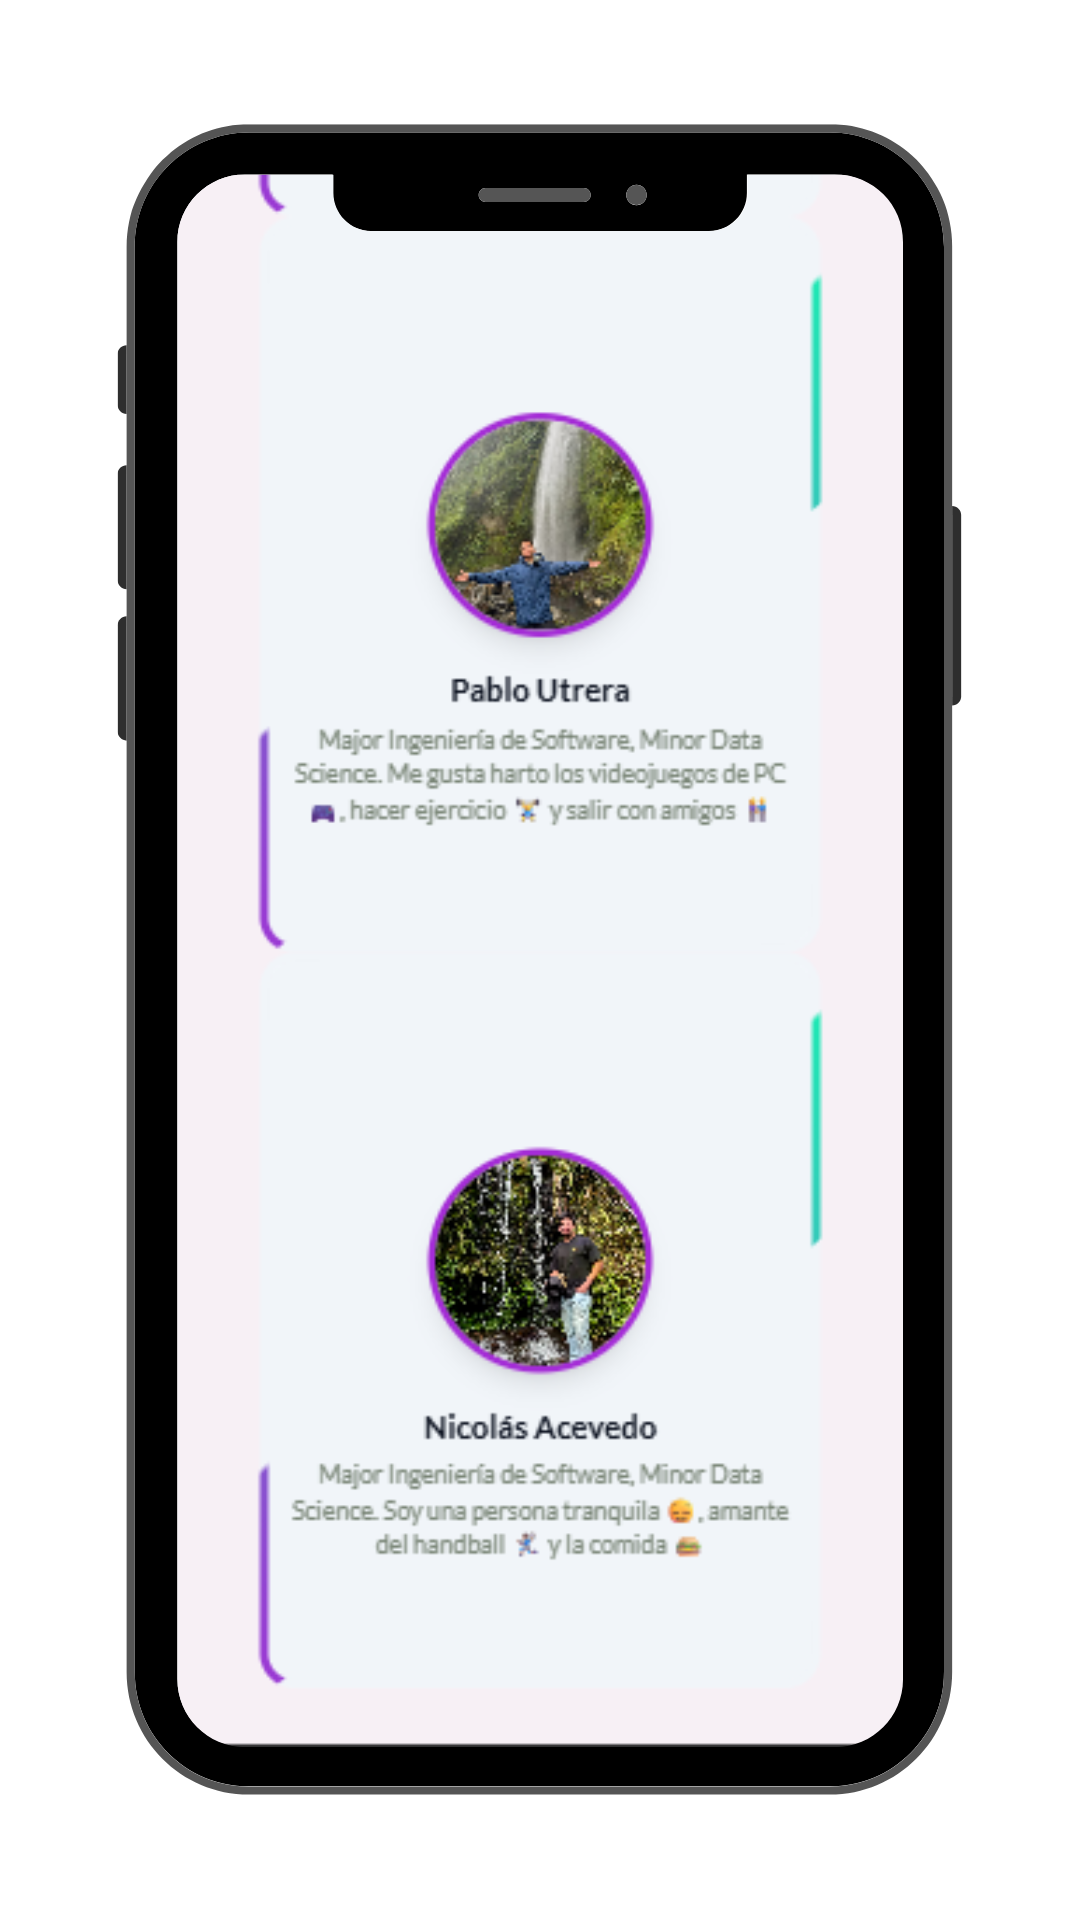 Pablo Utrera
Major Ingeniería de Software, Minor Data
Science. Me gusta harto los videojuegos de PC
🎮, hacer ejercicio 🏋️ y salir con amigos 👬
Nicolás Acevedo
Major Ingeniería de Software, Minor Data
Science. Soy una persona tranquila 😄, amante
del handball 🤾 y la comida 🍔